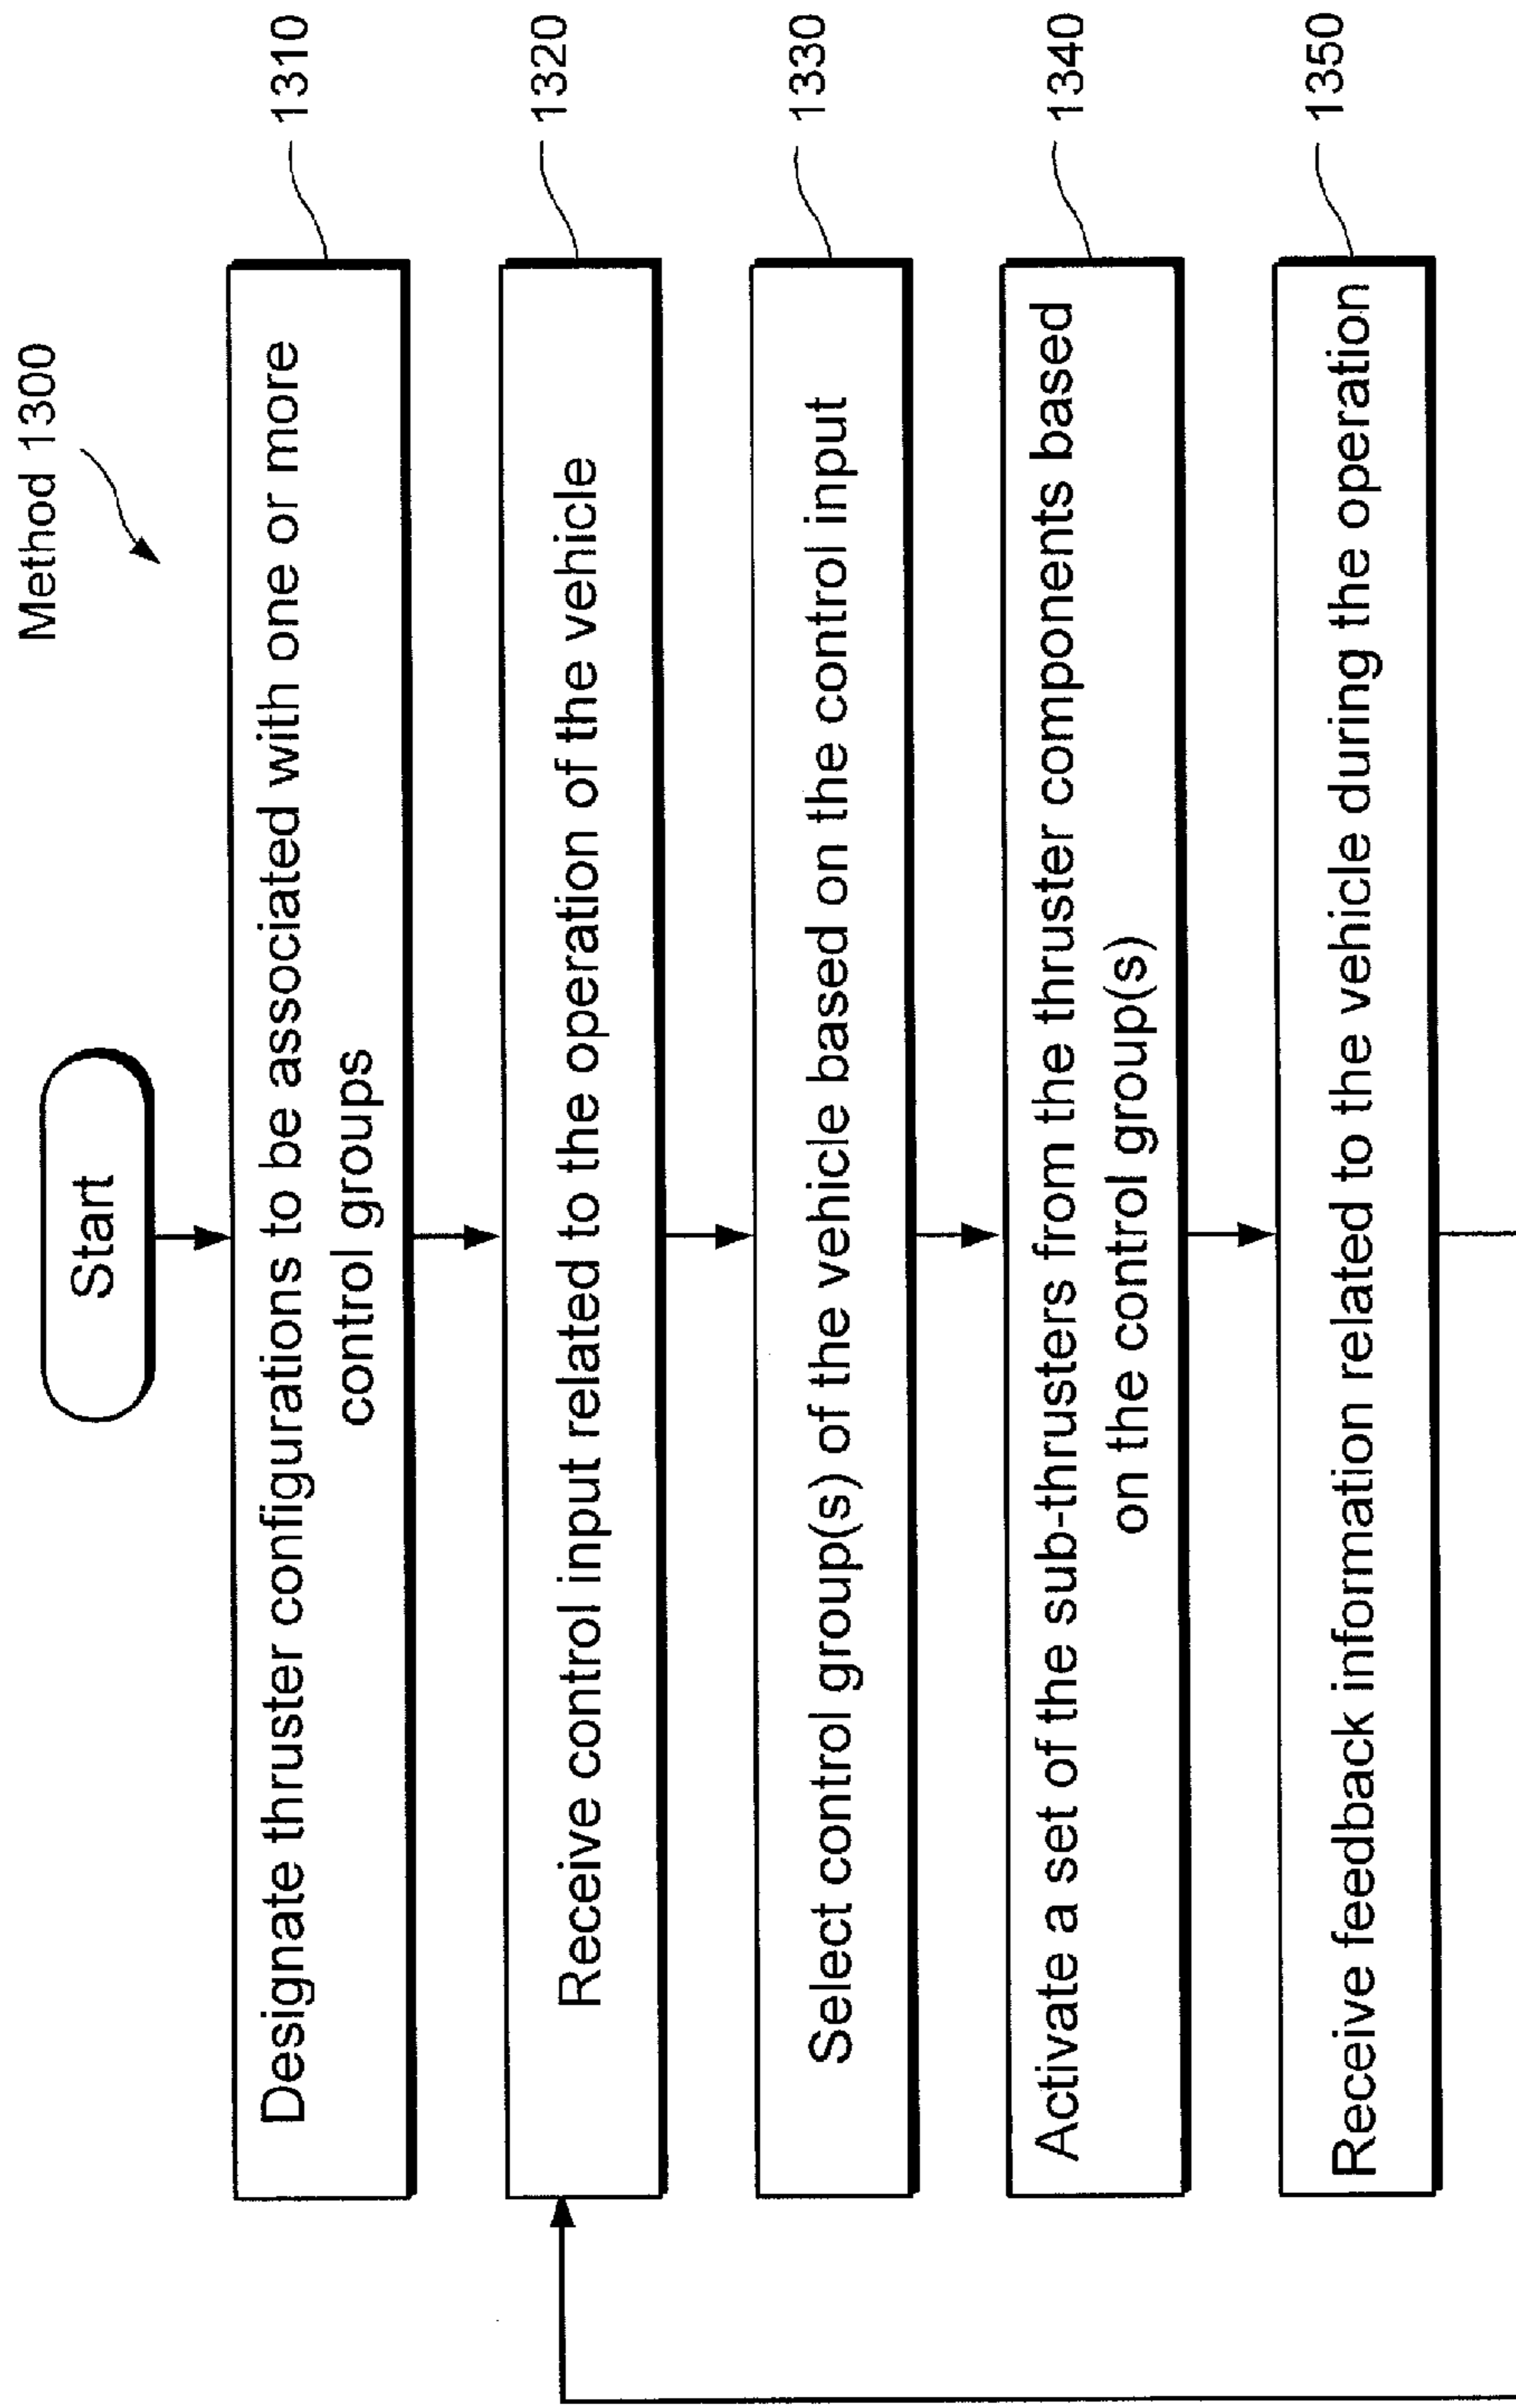 Method 1300
Start
Designate thruster configurations to be associated with one or more
control groups
1310
Receive control input related to the operation of the vehicle
1320
Select control group(s) of the vehicle based on the control input
1330
Activate a set of the sub-thrusters from the thruster components based
on the control group(s)
1340
Receive feedback information related to the vehicle during the operation
1350